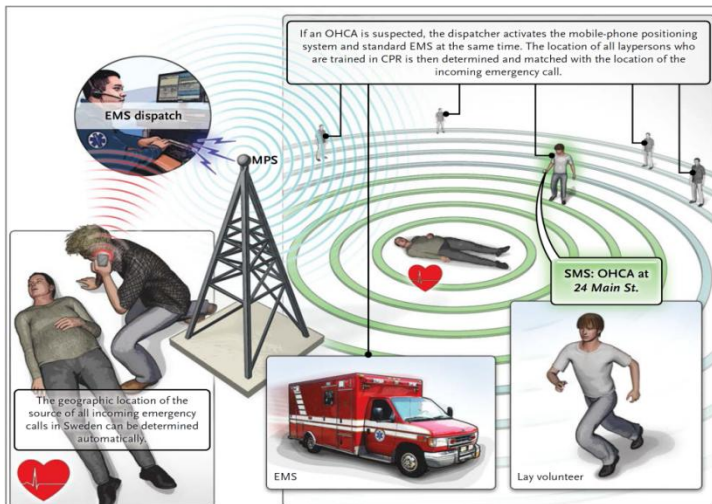 If an OHCA is suspected, the dispatcher activates the mobile-phone positioning
system and standard EMS at the same time. The location of all laypersons who
are trained in CPR is then determined and matched with the location of the
incoming emergency call.
EMS dispatch
MPS
SMS: OHCA at
24 Main St.
The geographic location of the
source of all incoming emergency
calls in Sweden can be determined
automatically.
EMS
Lay volunteer